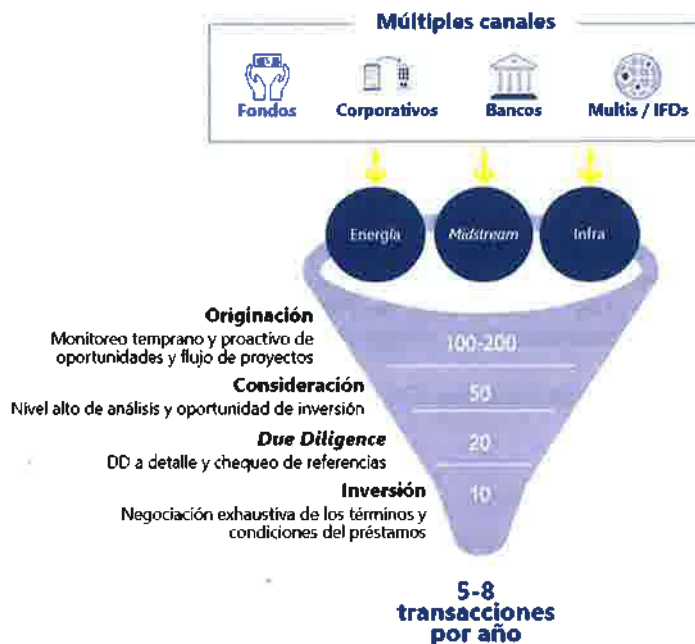 Múltiples canales
Fondos
Corporativos
Bancos
Multis / IFDs
Energía
Midstream
Infra
Originación
Monitoreo temprano y proactivo de
oportunidades y flujo de proyectos
100-200
Consideración
Nivel alto de análisis y oportunidad de inversión
50
Due Diligence
DD a detalle y chequeo de referencias
20
Inversión
Negociación exhaustiva de los términos y
condiciones del préstamos
10
5-8
transacciones
por año